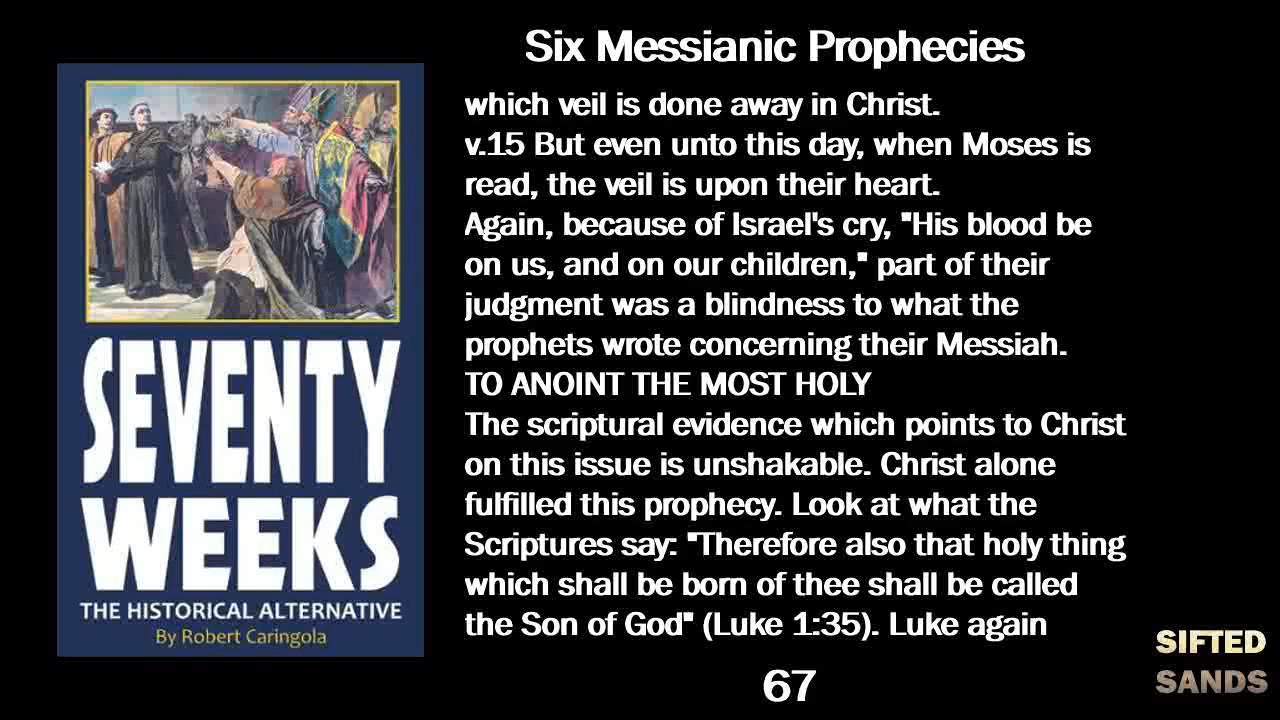 Six Messianic Prophecies
which veil is done away in Christ.
v.15 But even unto this day, when Moses is
read, the veil is upon their heart.
Again, because of Israel's cry, "His blood be
on us, and on our children," part of their
judgment was a blindness to what the
prophets wrote concerning their Messiah.
TO ANOINT THE MOST HOLY
The scriptural evidence which points to Christ
on this issue is unshakable. Christ alone
fulfilled this prophecy. Look at what the
Scriptures say: "Therefore also that holy thing
which shall be born of thee shall be called
the Son of God" (Luke 1:35). Luke again
67
SEVENTY
WEEKS
THE HISTORICAL ALTERNATIVE
By Robert Caringola
SIFTED
SANDS